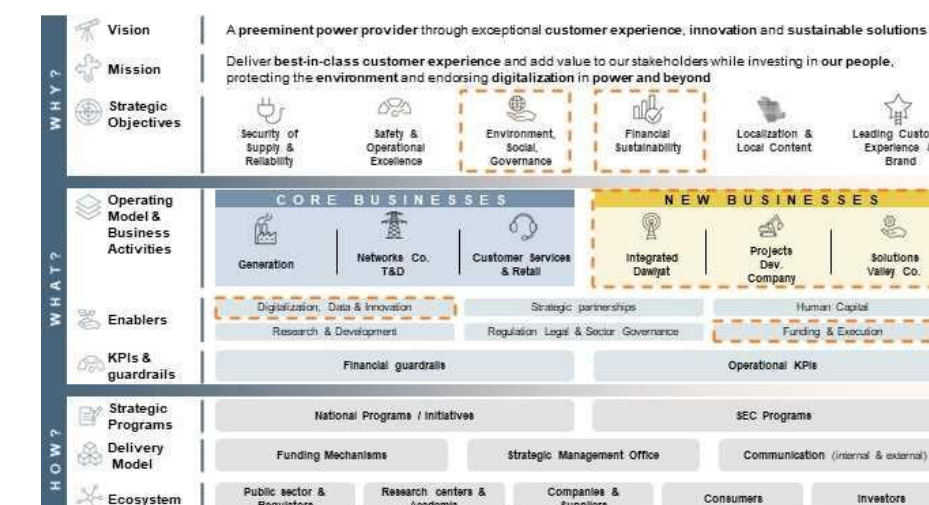 WHY?
Vision
A preeminent power provider through exceptional customer experience, innovation and sustainable solutions
Mission
Deliver best-in-class customer experience and add value to our stakeholders while investing in our people,
protecting the environment and endorsing digitalization in power and beyond
Strategic
Objectives
Security of
Supply &
Reliability
Safety &
Operational
Excellence
Environment,
Social,
Governance
Financial
Sustainability
Localization &
Local Content
Leading Custo
Experience
Brand
WHAT?
Operating
Model &
Business
Activities
CORE BUSINESSES
Generation
Networks Co.
T&D
Customer Services
& Retail
NEW BUSINESSES
Integrated
Dawiyat
Projects
Dev.
Company
Solutions
Valley Co.
Enablers
Digitalization, Data & Innovation
Strategic partnerships
Human Capital
Research & Development
Regulation Legal & Sector Governance
Funding & Execution
KPIs &
guardrails
Financial guardrails
Operational KPIs
HOW?
Strategic
Programs
National Programs / Initiatives
SEC Programs
Delivery
Model
Funding Mechanisms
Strategic Management Office
Communication (internal & external)
Ecosystem
Public sector &
Regulators
Research centers &
Academia
Companies &
Suppliers
Consumers
Investors